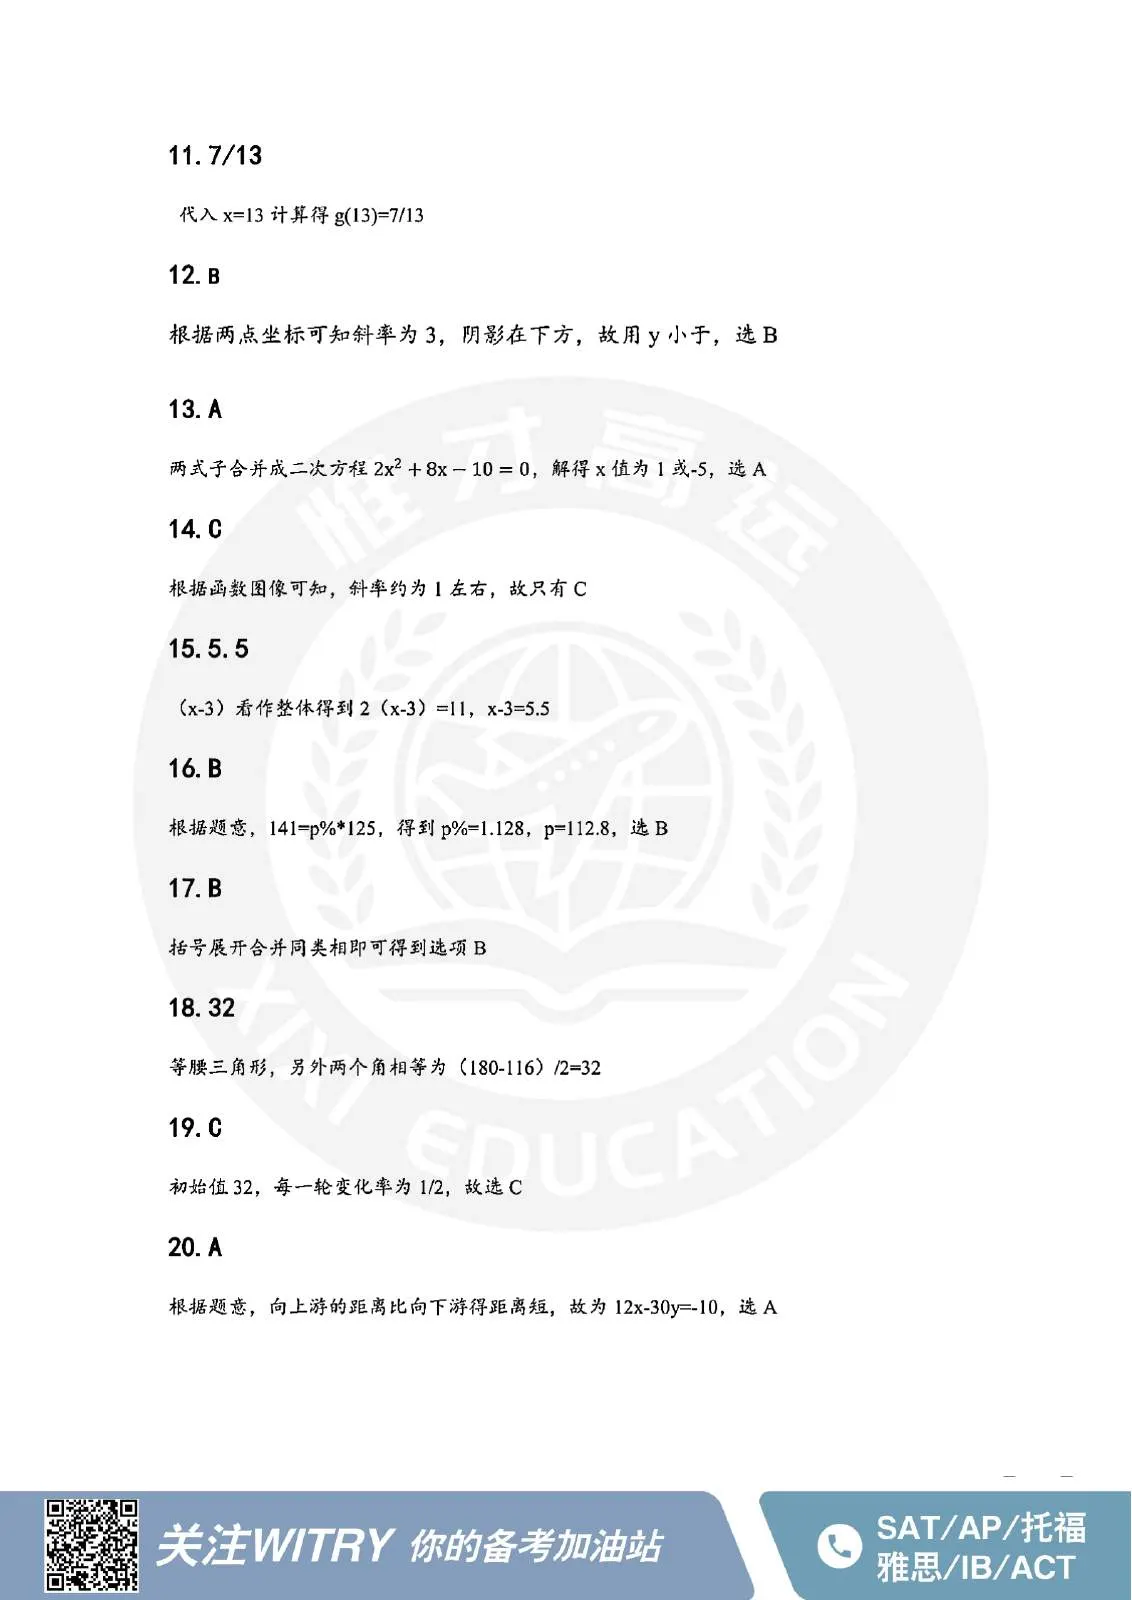 11. 7/13
代入 x=13 计算得 g(13)=7/13
12. B
根据两点坐标可知斜率为 3，阴影在下方，故用 y 小于，选 B
13. A
两式子合并成二次方程 2x² + 8x − 10 = 0，解得 x 值为 1 或-5，选 A
14. C
根据函数图像可知，斜率约为 1 左右，故只有 C
15. 5.5
（x-3）看作整体得到 2（x-3）=11，x-3=5.5
16. B
根据题意，141=p%*125，得到 p%=1.128，p=112.8，选 B
17. B
括号展开合并同类相即可得到选项 B
18. 32
等腰三角形，另外两个角相等为（180-116）/2=32
19. C
初始值 32，每一轮变化率为 1/2，故选 C
20. A
根据题意，向上游的距离比向下游得距离短，故为 12x-30y=-10，选 A
惟才高远
XIXI EDUCATION
关注WITRY 你的备考加油站
SAT/AP/托福
雅思/IB/ACT